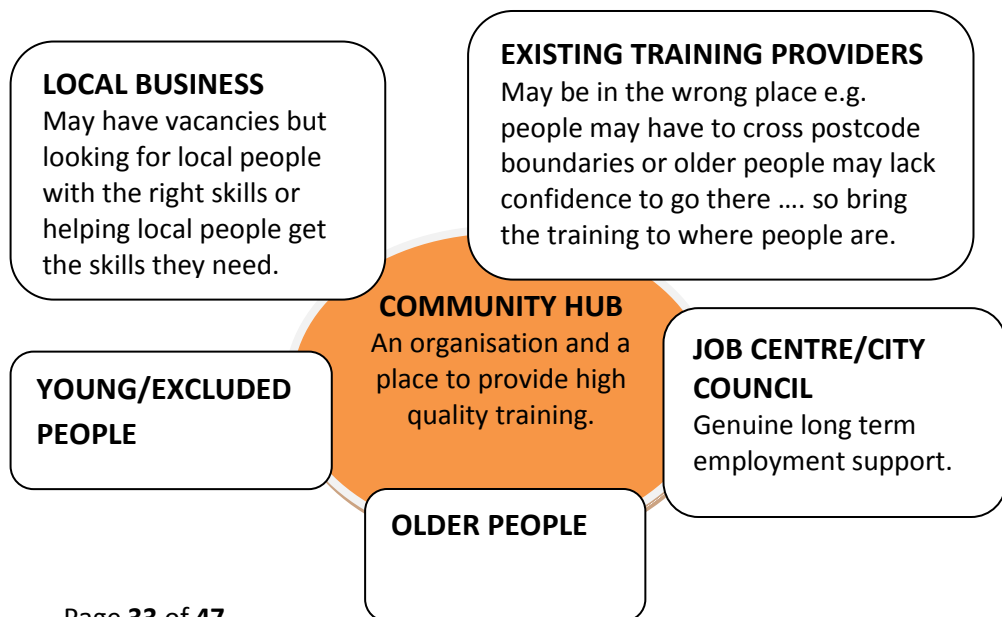 LOCAL BUSINESS
May have vacancies but
looking for local people
with the right skills or
helping local people get
the skills they need.
EXISTING TRAINING PROVIDERS
May be in the wrong place e.g.
people may have to cross postcode
boundaries or older people may lack
confidence to go there .... so bring
the training to where people are.
COMMUNITY HUB
An organisation and a
place to provide high
quality training.
YOUNG/EXCLUDED
PEOPLE
JOB CENTRE/CITY
COUNCIL
Genuine long term
employment support.
OLDER PEOPLE
Page 33 of 47